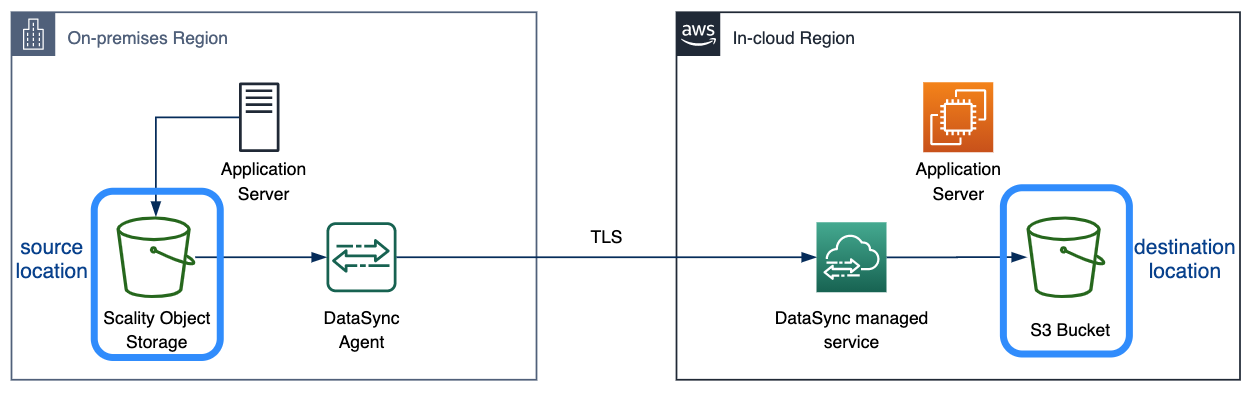 On-premises Region
aws
In-cloud Region
Application
Server
Application
Server
source
location
TLS
destination
location
Scality Object
Storage
DataSync
Agent
DataSync managed
service
S3 Bucket